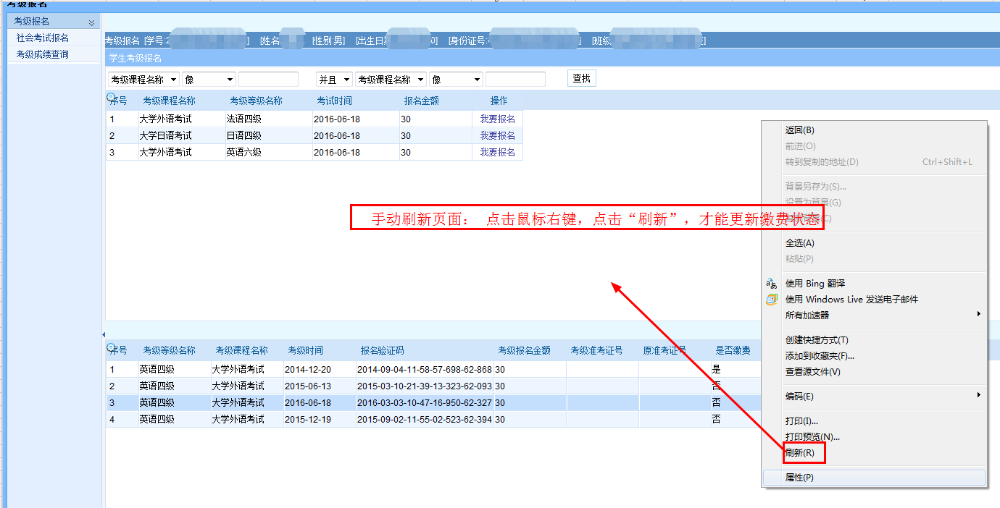 考级报名
考级报名
社会考试报名
考级成绩查询
考级报名 [学号:2 ] [姓名 ] [性别:男] [出生日期 0] [身份证号: ] [班级 ]
学生考级报名
考级课程名称 像 并且 考级课程名称 像 查找
序号 考级课程名称 考级等级名称 考试时间 报名金额 操作
1 大学外语考试 法语四级 2016-06-18 30 我要报名
2 大学日语考试 日语四级 2016-06-18 30 我要报名
3 大学外语考试 英语六级 2016-06-18 30 我要报名
手动刷新页面： 点击鼠标右键，点击“刷新”，才能更新缴费状态
序号 考级等级名称 考级课程名称 考级时间 报名验证码 考级报名金额 考级准考证号 原准考证号 是否缴费
1 英语四级 大学外语考试 2014-12-20 2014-09-04-11-58-57-698-62-868 30 是
2 英语四级 大学外语考试 2015-06-13 2015-03-10-21-39-13-323-62-093 30 否
3 英语四级 大学外语考试 2016-06-18 2016-03-03-10-47-16-950-62-327 30 否
4 英语四级 大学外语考试 2015-12-19 2015-09-02-11-55-02-523-62-394 30 否
返回(B)
前进(O)
转到复制的地址(D) Ctrl+Shift+L
背景另存为(S)...
设置为背景(G)
全选(A)
粘贴(P)
使用 Bing 翻译
使用 Windows Live 发送电子邮件
所有加速器
创建快捷方式(T)
添加到收藏夹(F)...
查看源文件(V)
编码(E)
打印(I)...
打印预览(N)...
刷新(R)
属性(P)